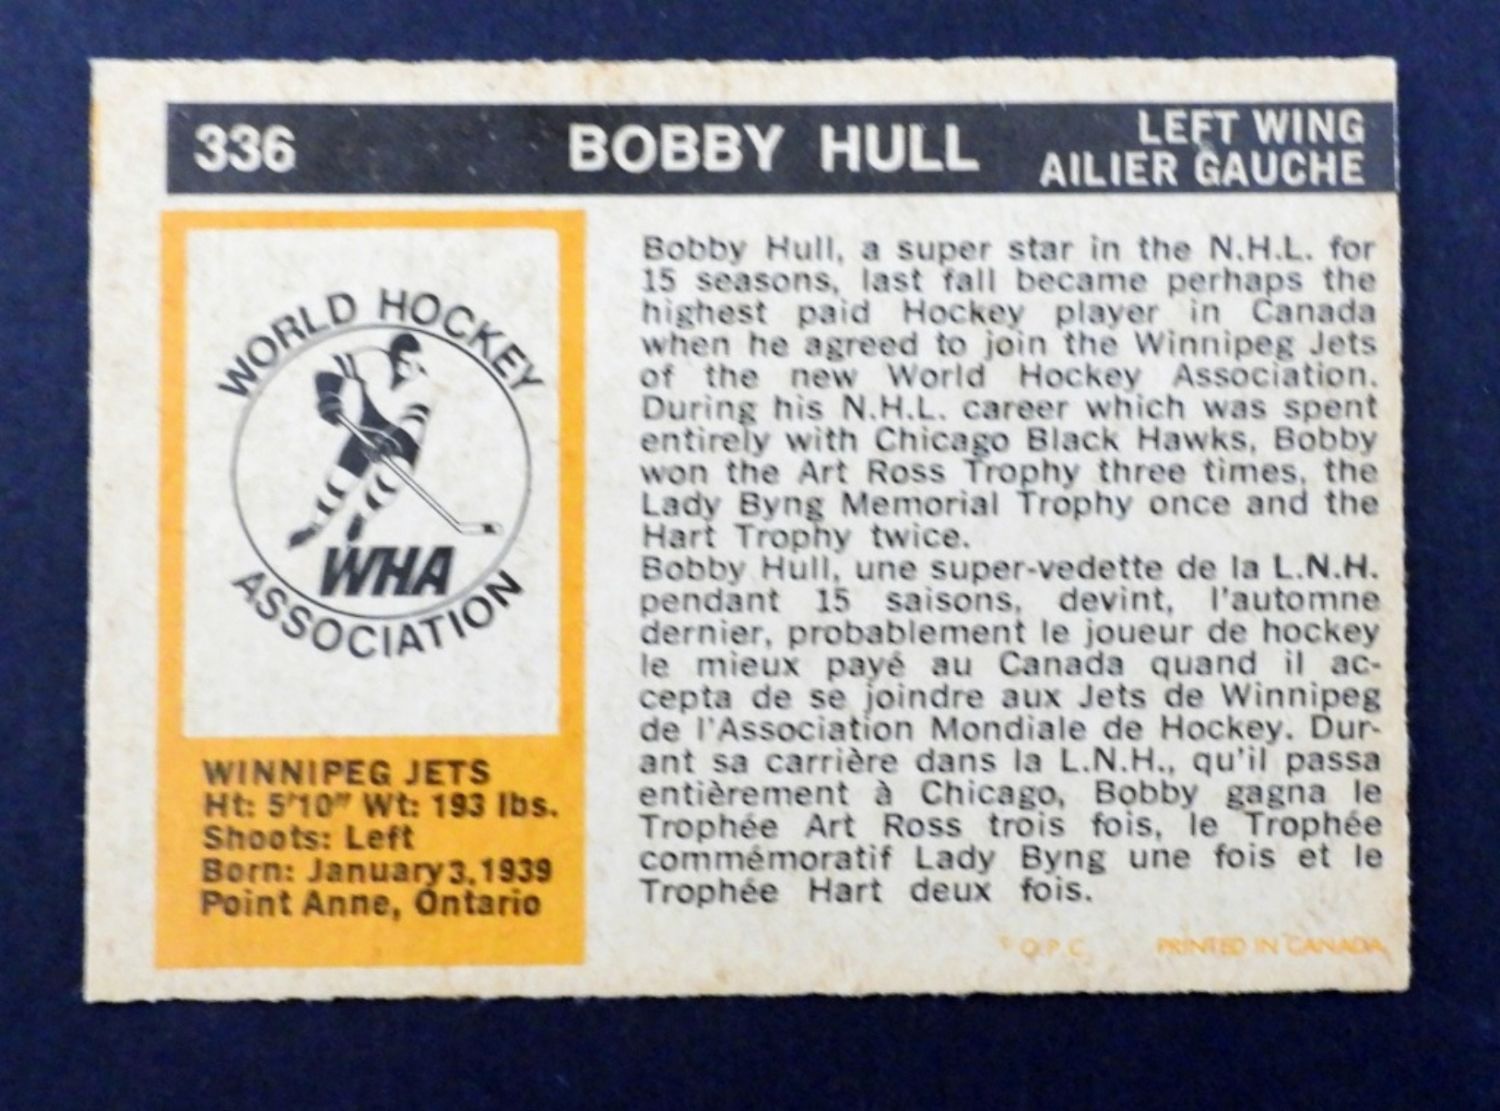 336
BOBBY HULL
LEFT WING
AILIER GAUCHE
WORLD HOCKEY
WHA
ASSOCIATION
WINNIPEG JETS
Ht: 5'10" Wt: 193 lbs.
Shoots: Left
Born: January 3, 1939
Point Anne, Ontario
Bobby Hull, a super star in the N.H.L. for
15 seasons, last fall became perhaps the
highest paid Hockey player in Canada
when he agreed to join the Winnipeg Jets
of the new World Hockey Association.
During his N.H.L. career which was spent
entirely with Chicago Black Hawks, Bobby
won the Art Ross Trophy three times, the
Lady Byng Memorial Trophy once and the
Hart Trophy twice.
Bobby Hull, une super-vedette de la L.N.H.
pendant 15 saisons, devint, l'automne
dernier, probablement le joueur de hockey
le mieux payé au Canada quand il ac-
cepta de se joindre aux Jets de Winnipeg
de l'Association Mondiale de Hockey. Dur-
ant sa carrière dans la L.N.H., qu'il passa
entièrement à Chicago, Bobby gagna le
Trophée Art Ross trois fois, le Trophée
commémoratif Lady Byng une fois et le
Trophée Hart deux fois.
© O.P.C. PRINTED IN CANADA